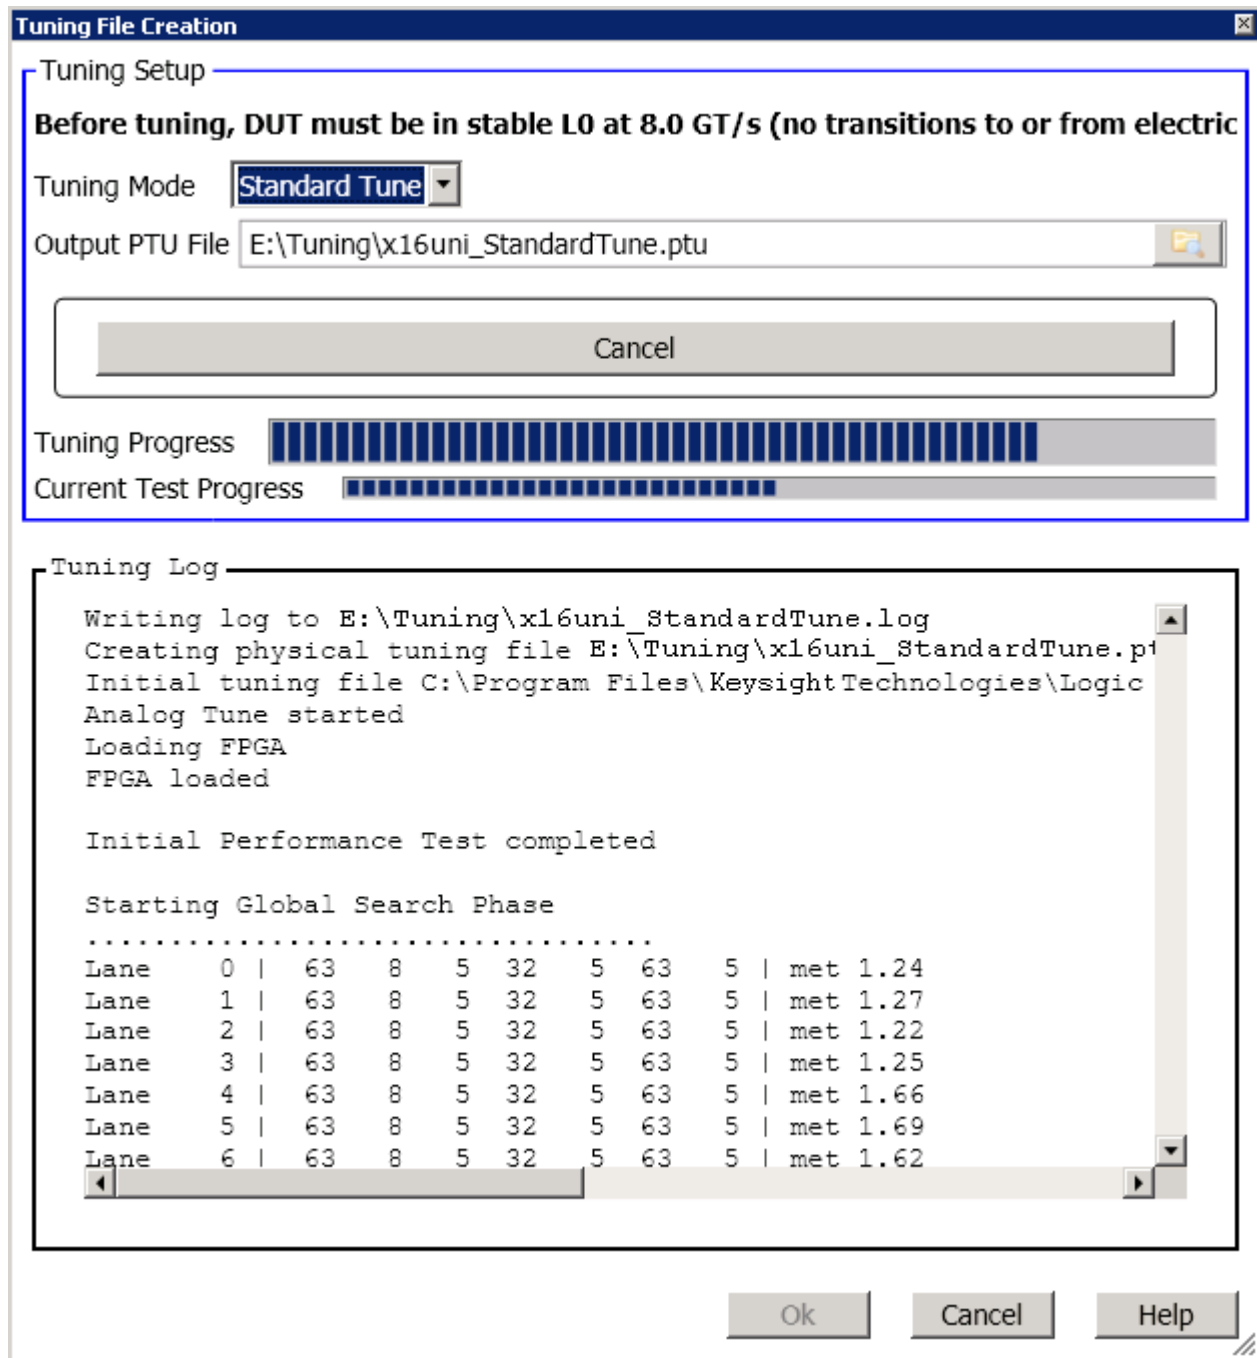 Tuning File Creation
Tuning Setup
Before tuning, DUT must be in stable L0 at 8.0 GT/s (no transitions to or from electric
Tuning Mode Standard Tune
Output PTU File E:\Tuning\x16uni_StandardTune.ptu
Cancel
Tuning Progress
Current Test Progress
Tuning Log
Writing log to E:\Tuning\x16uni_StandardTune.log
Creating physical tuning file E:\Tuning\x16uni_StandardTune.pt
Initial tuning file C:\Program Files\Keysight Technologies\Logic
Analog Tune started
Loading FPGA
FPGA loaded
Initial Performance Test completed
Starting Global Search Phase
..................................
Lane 0 | 63 8 5 32 5 63 5 | met 1.24
Lane 1 | 63 8 5 32 5 63 5 | met 1.27
Lane 2 | 63 8 5 32 5 63 5 | met 1.22
Lane 3 | 63 8 5 32 5 63 5 | met 1.25
Lane 4 | 63 8 5 32 5 63 5 | met 1.66
Lane 5 | 63 8 5 32 5 63 5 | met 1.69
Lane 6 | 63 8 5 32 5 63 5 | met 1.62
Ok Cancel Help